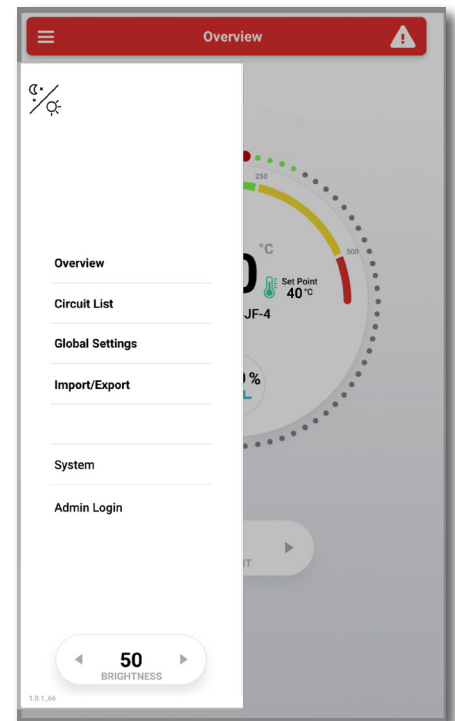 Overview
250
500
°C
0
Set Point
40 °C
JF-4
Overview
Circuit List
Global Settings
Import/Export
%
System
Admin Login
50
BRIGHTNESS
1.0.1_66